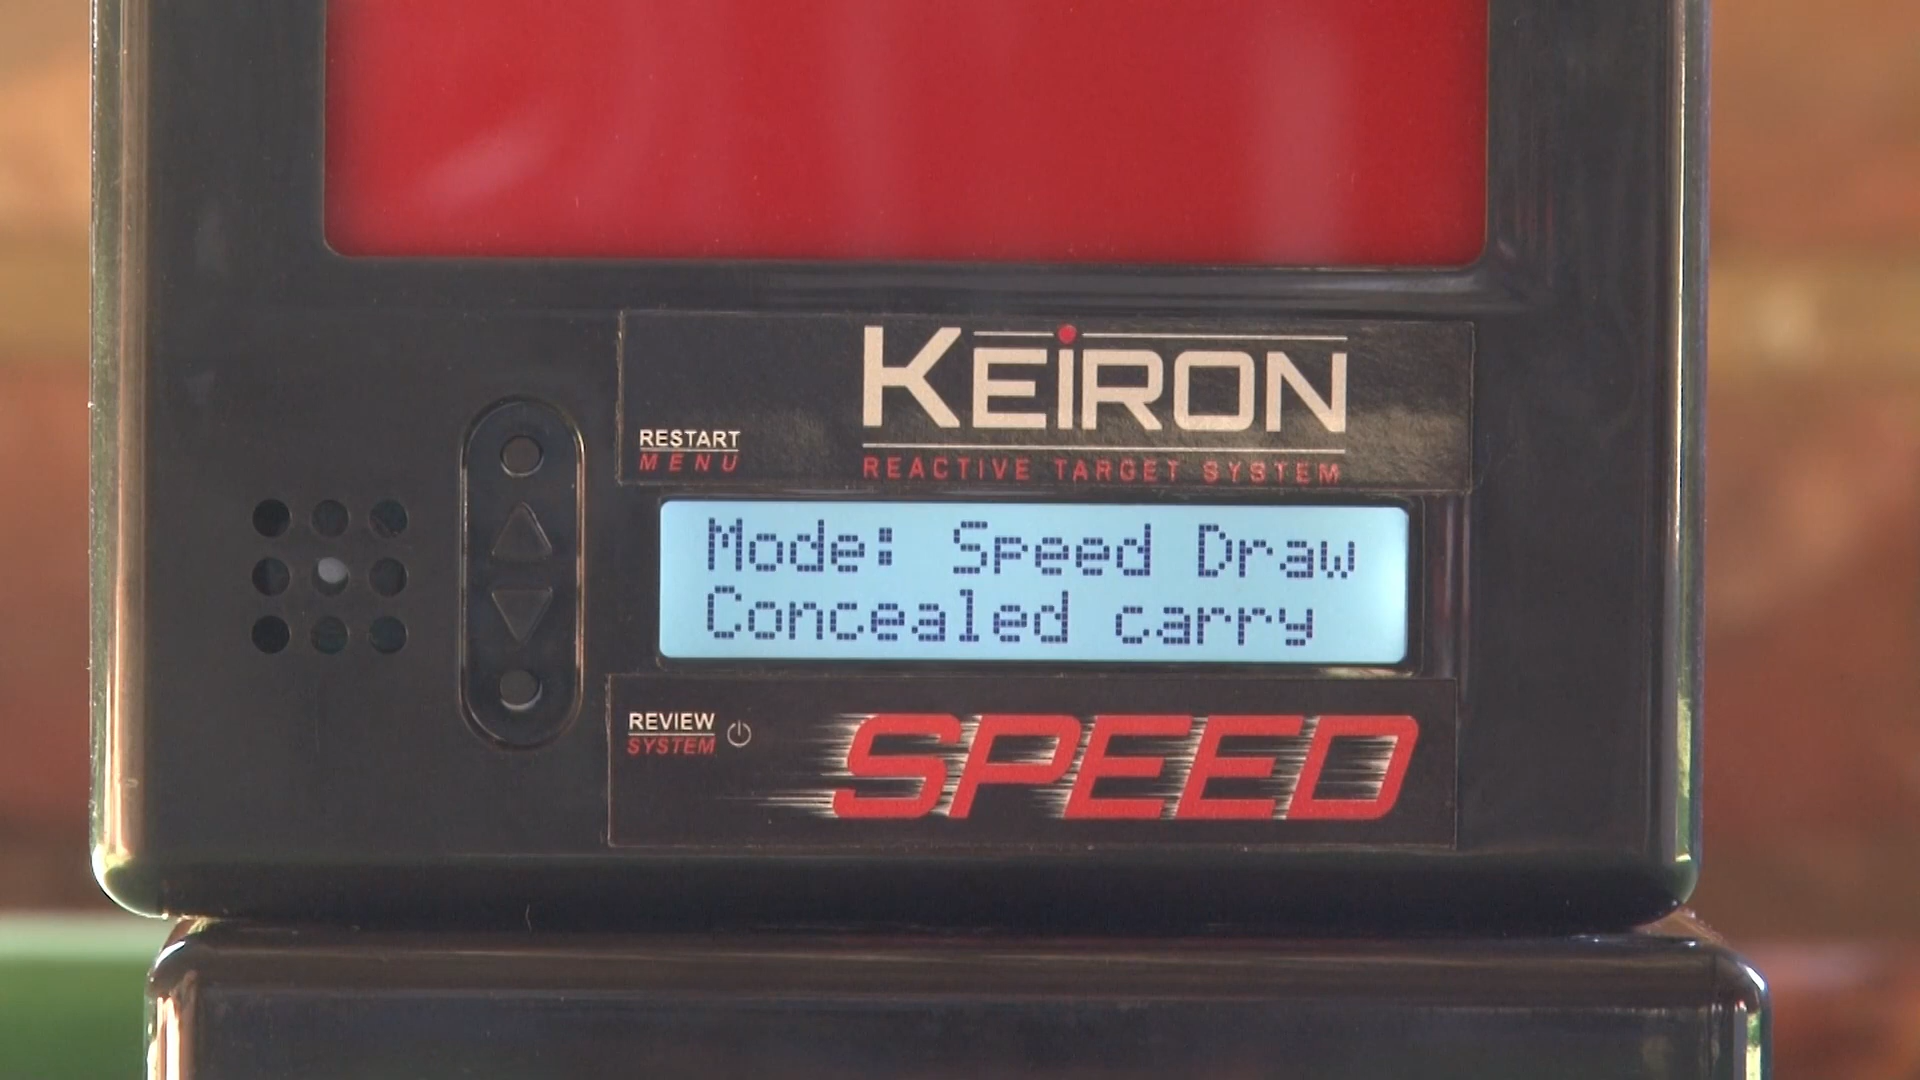 KEiRON
RESTART
MENU
REACTIVE TARGET SYSTEM
Mode: Speed Draw
Concealed carry
REVIEW
SYSTEM
SPEED